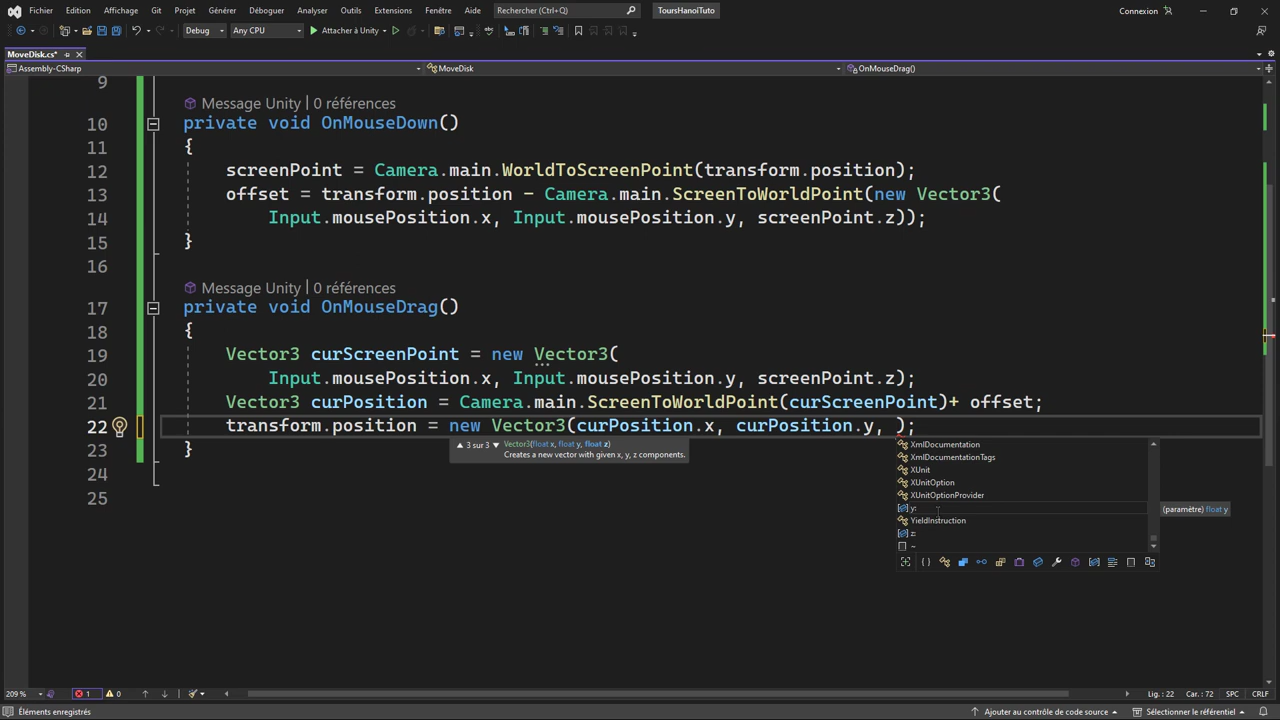 Fichier Edition Affichage Git Projet Générer Déboguer Analyser Outils Extensions Fenêtre Aide Rechercher (Ctrl+Q) ToursHanoiTuto Connexion
Debug Any CPU Attacher à Unity
MoveDisk.cs*
Assembly-CSharp MoveDisk OnMouseDrag()
9
Message Unity | 0 références
10 private void OnMouseDown()
11 {
12 screenPoint = Camera.main.WorldToScreenPoint(transform.position);
13 offset = transform.position - Camera.main.ScreenToWorldPoint(new Vector3(
14 Input.mousePosition.x, Input.mousePosition.y, screenPoint.z));
15 }
16
Message Unity | 0 références
17 private void OnMouseDrag()
18 {
19 Vector3 curScreenPoint = new Vector3(
20 Input.mousePosition.x, Input.mousePosition.y, screenPoint.z);
21 Vector3 curPosition = Camera.main.ScreenToWorldPoint(curScreenPoint)+ offset;
22 transform.position = new Vector3(curPosition.x, curPosition.y, );
▲ 3 sur 3 ▼ Vector3(float x, float y, float z)
Creates a new vector with given x, y, z components.
23 }
24
25
XmlDocumentation
XmlDocumentationTags
XUnit
XUnitOption
XUnitOptionProvider
y: (paramètre) float y
YieldInstruction
z:
~
209 % 1 0 Lig. : 22 Car. : 72 SPC CRLF
Éléments enregistrés Ajouter au contrôle de code source Sélectionner le référentiel